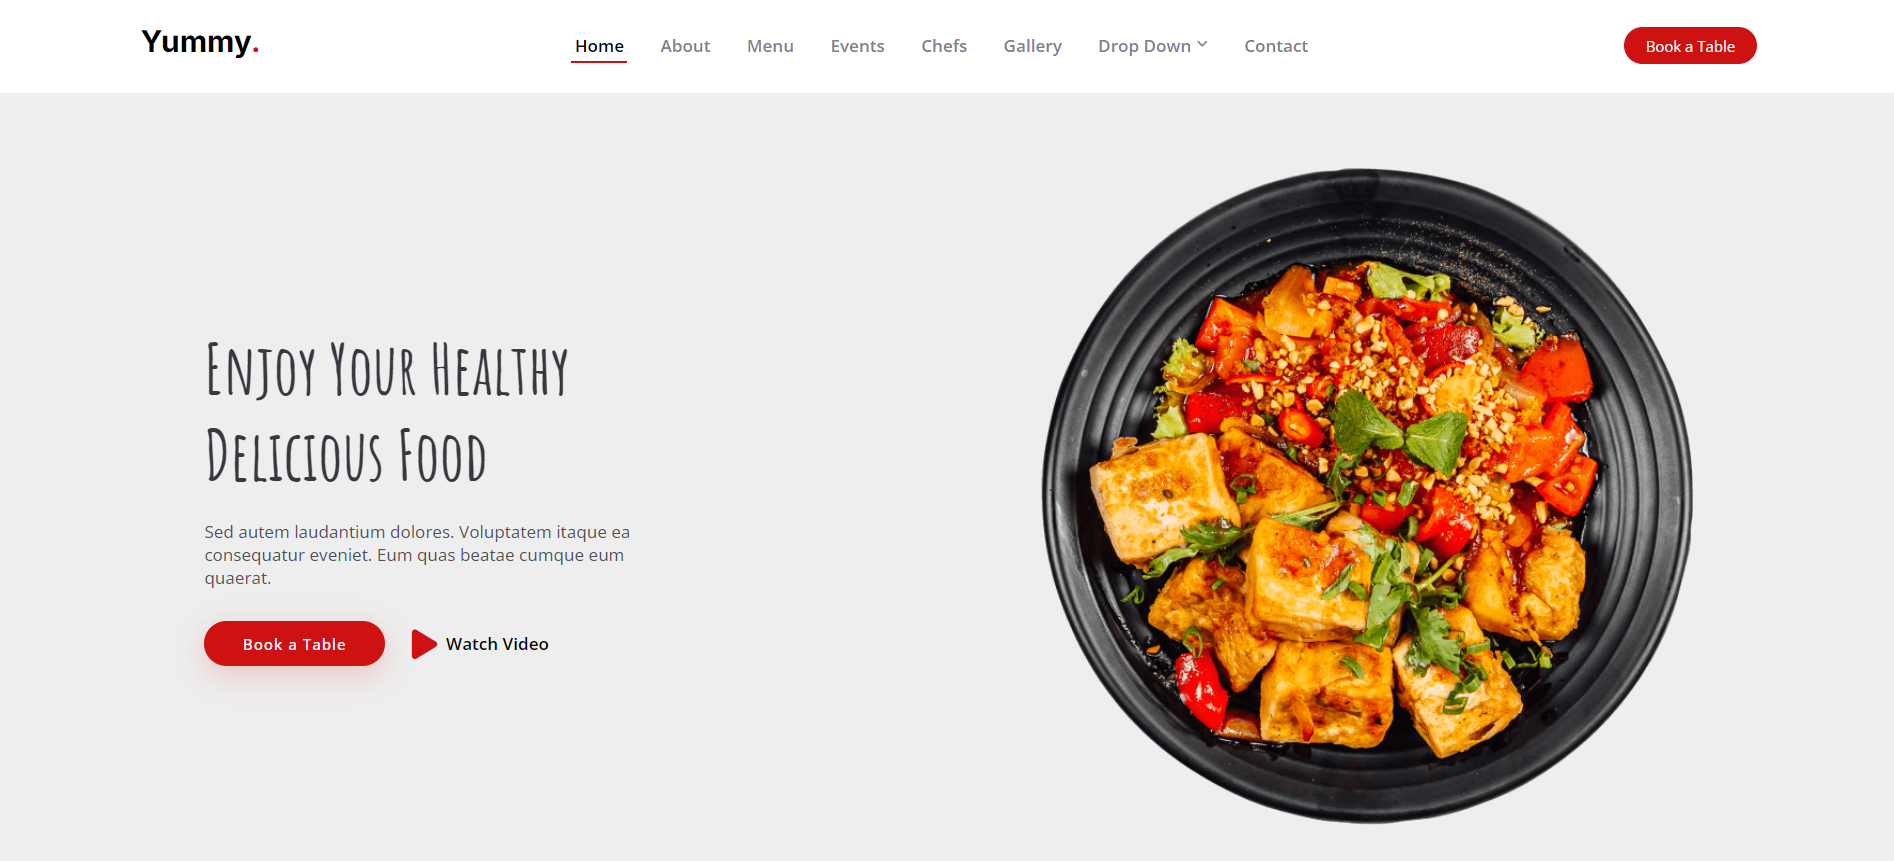 Yummy.
Home About Menu Events Chefs Gallery Drop Down Contact
Book a Table
Enjoy Your Healthy
Delicious Food
Sed autem laudantium dolores. Voluptatem itaque ea
consequatur eveniet. Eum quas beatae cumque eum
quaerat.
Book a Table
Watch Video